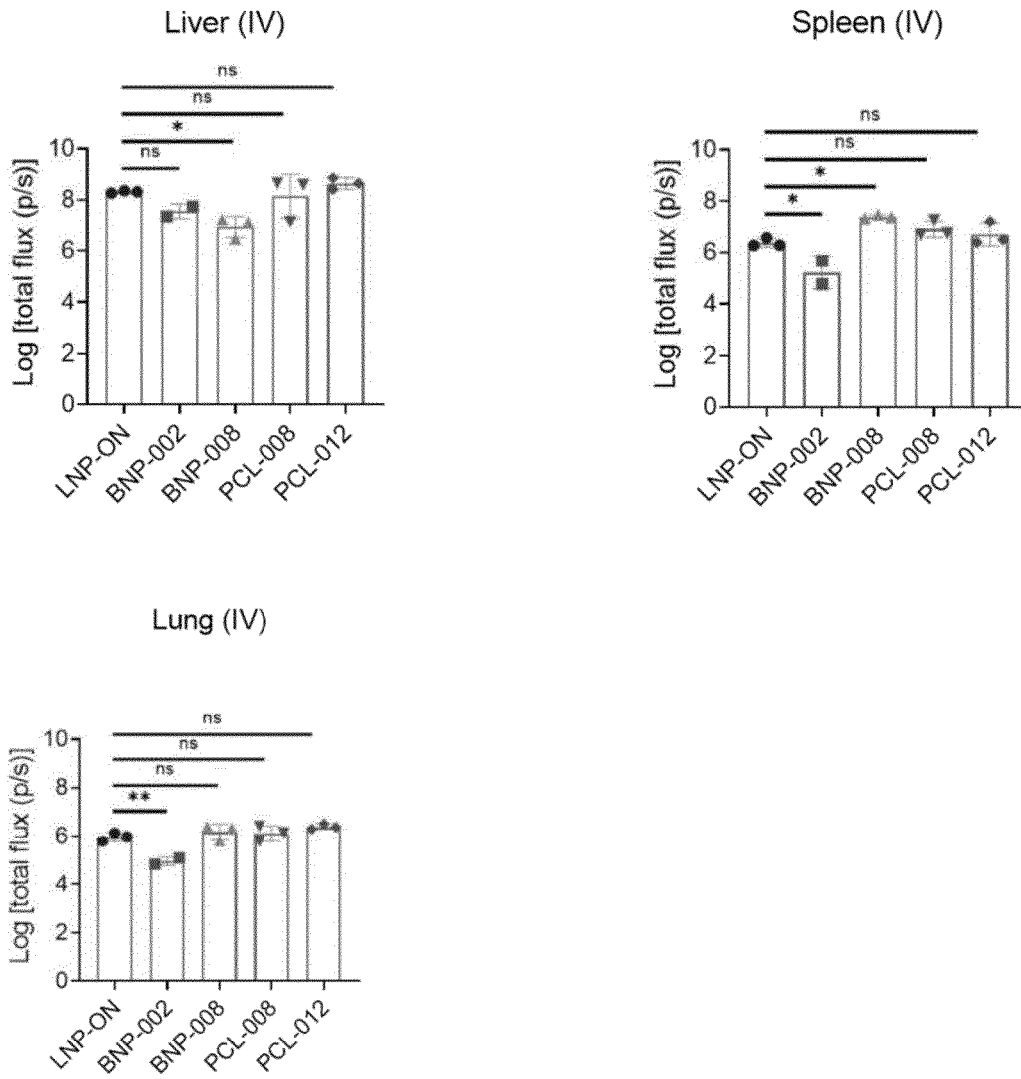 Liver (IV)
ns
ns
*
ns
Log [total flux (p/s)]
10
8
6
4
2
0
LNP-ON
BNP-002
BNP-008
PCL-008
PCL-012
Spleen (IV)
ns
ns
*
*
Log [total flux (p/s)]
10
8
6
4
2
0
LNP-ON
BNP-002
BNP-008
PCL-008
PCL-012
Lung (IV)
ns
ns
ns
**
Log [total flux (p/s)]
10
8
6
4
2
0
LNP-ON
BNP-002
BNP-008
PCL-008
PCL-012